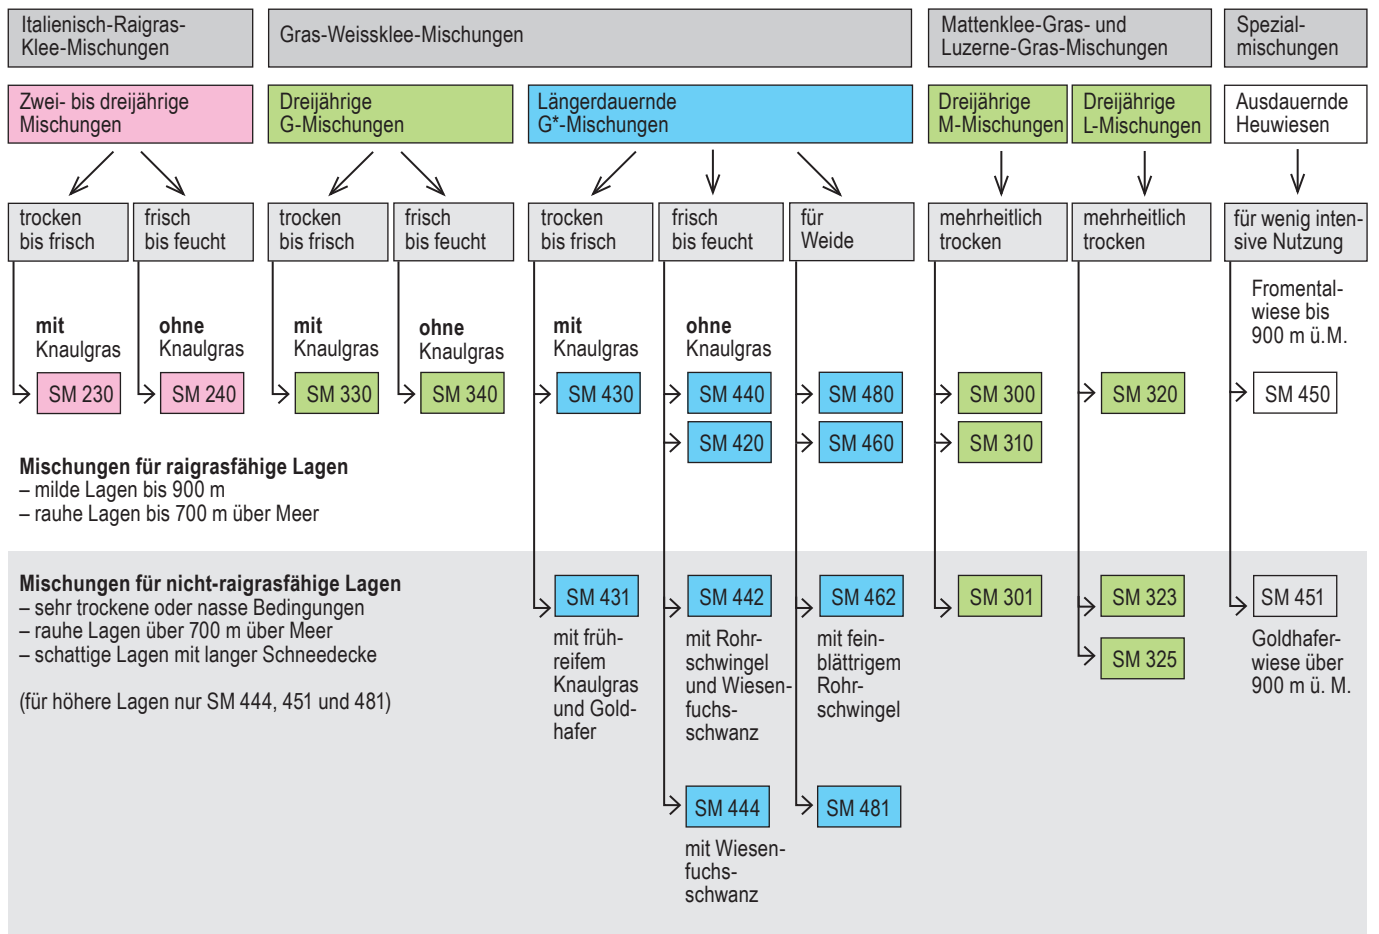 Italienisch-Raigras-
Klee-Mischungen
Gras-Weissklee-Mischungen
Mattenklee-Gras- und
Luzerne-Gras-Mischungen
Spezial-
mischungen
Zwei- bis dreijährige
Mischungen
Dreijährige
G-Mischungen
Längerdauernde
G*-Mischungen
Dreijährige
M-Mischungen
Dreijährige
L-Mischungen
Ausdauernde
Heuwiesen
trocken
bis frisch
frisch
bis feucht
trocken
bis frisch
frisch
bis feucht
trocken
bis frisch
frisch
bis feucht
für
Weide
mehrheitlich
trocken
mehrheitlich
trocken
für wenig inten-
sive Nutzung
mit
Knaulgras
ohne
Knaulgras
mit
Knaulgras
ohne
Knaulgras
mit
Knaulgras
ohne
Knaulgras
Fromental-
wiese bis
900 m ü.M.
SM 230
SM 240
SM 330
SM 340
SM 430
SM 440
SM 480
SM 300
SM 320
SM 450
SM 420
SM 460
SM 310
Mischungen für raigrasfähige Lagen
– milde Lagen bis 900 m
– rauhe Lagen bis 700 m über Meer
Mischungen für nicht-raigrasfähige Lagen
– sehr trockene oder nasse Bedingungen
– rauhe Lagen über 700 m über Meer
– schattige Lagen mit langer Schneedecke
(für höhere Lagen nur SM 444, 451 und 481)
SM 431
mit früh-
reifem
Knaulgras
und Gold-
hafer
SM 442
mit Rohr-
schwingel
und Wiesen-
fuchs-
schwanz
SM 462
mit fein-
blättrigem
Rohr-
schwingel
SM 301
SM 323
SM 325
SM 451
Goldhafer-
wiese über
900 m ü. M.
SM 444
mit Wiesen-
fuchs-
schwanz
SM 481